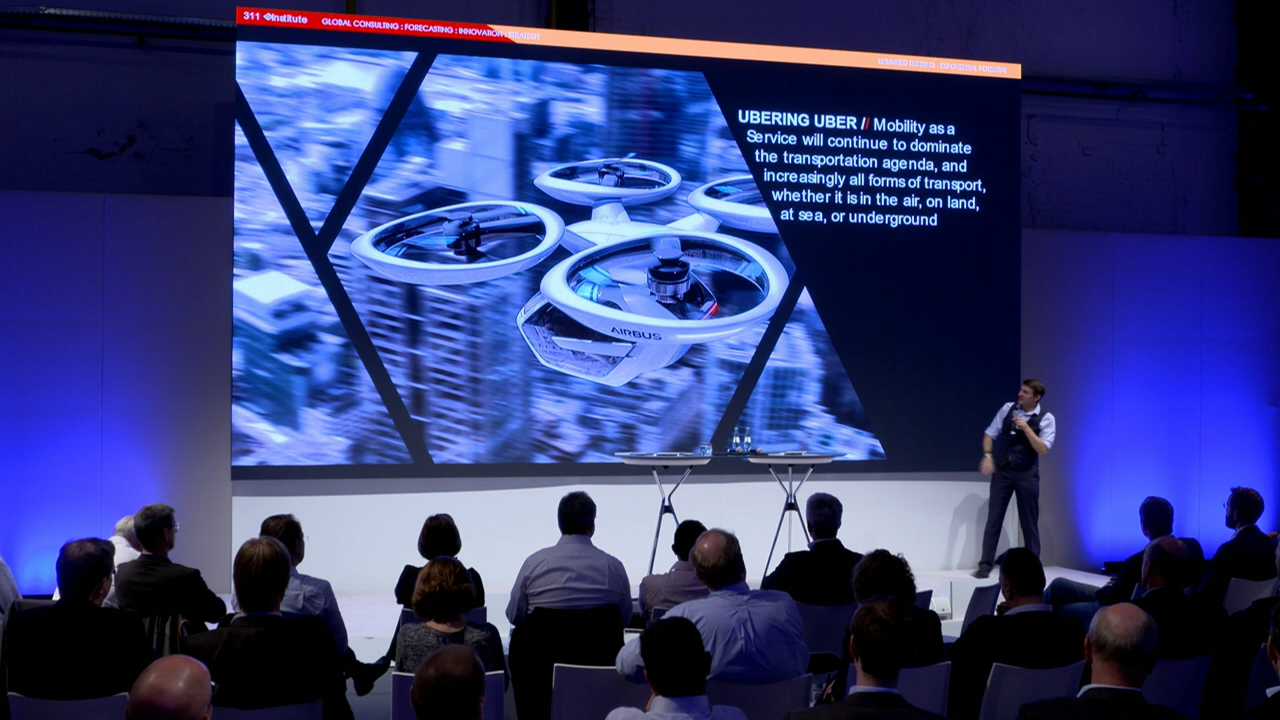 311 Institute
GLOBAL CONSULTING : FORECASTING : INNOVATION : STRATEGY
UBERING UBER // Mobility as a
Service will continue to dominate
the transportation agenda, and
increasingly all forms of transport,
whether it is in the air, on land,
at sea, or underground
AIRBUS